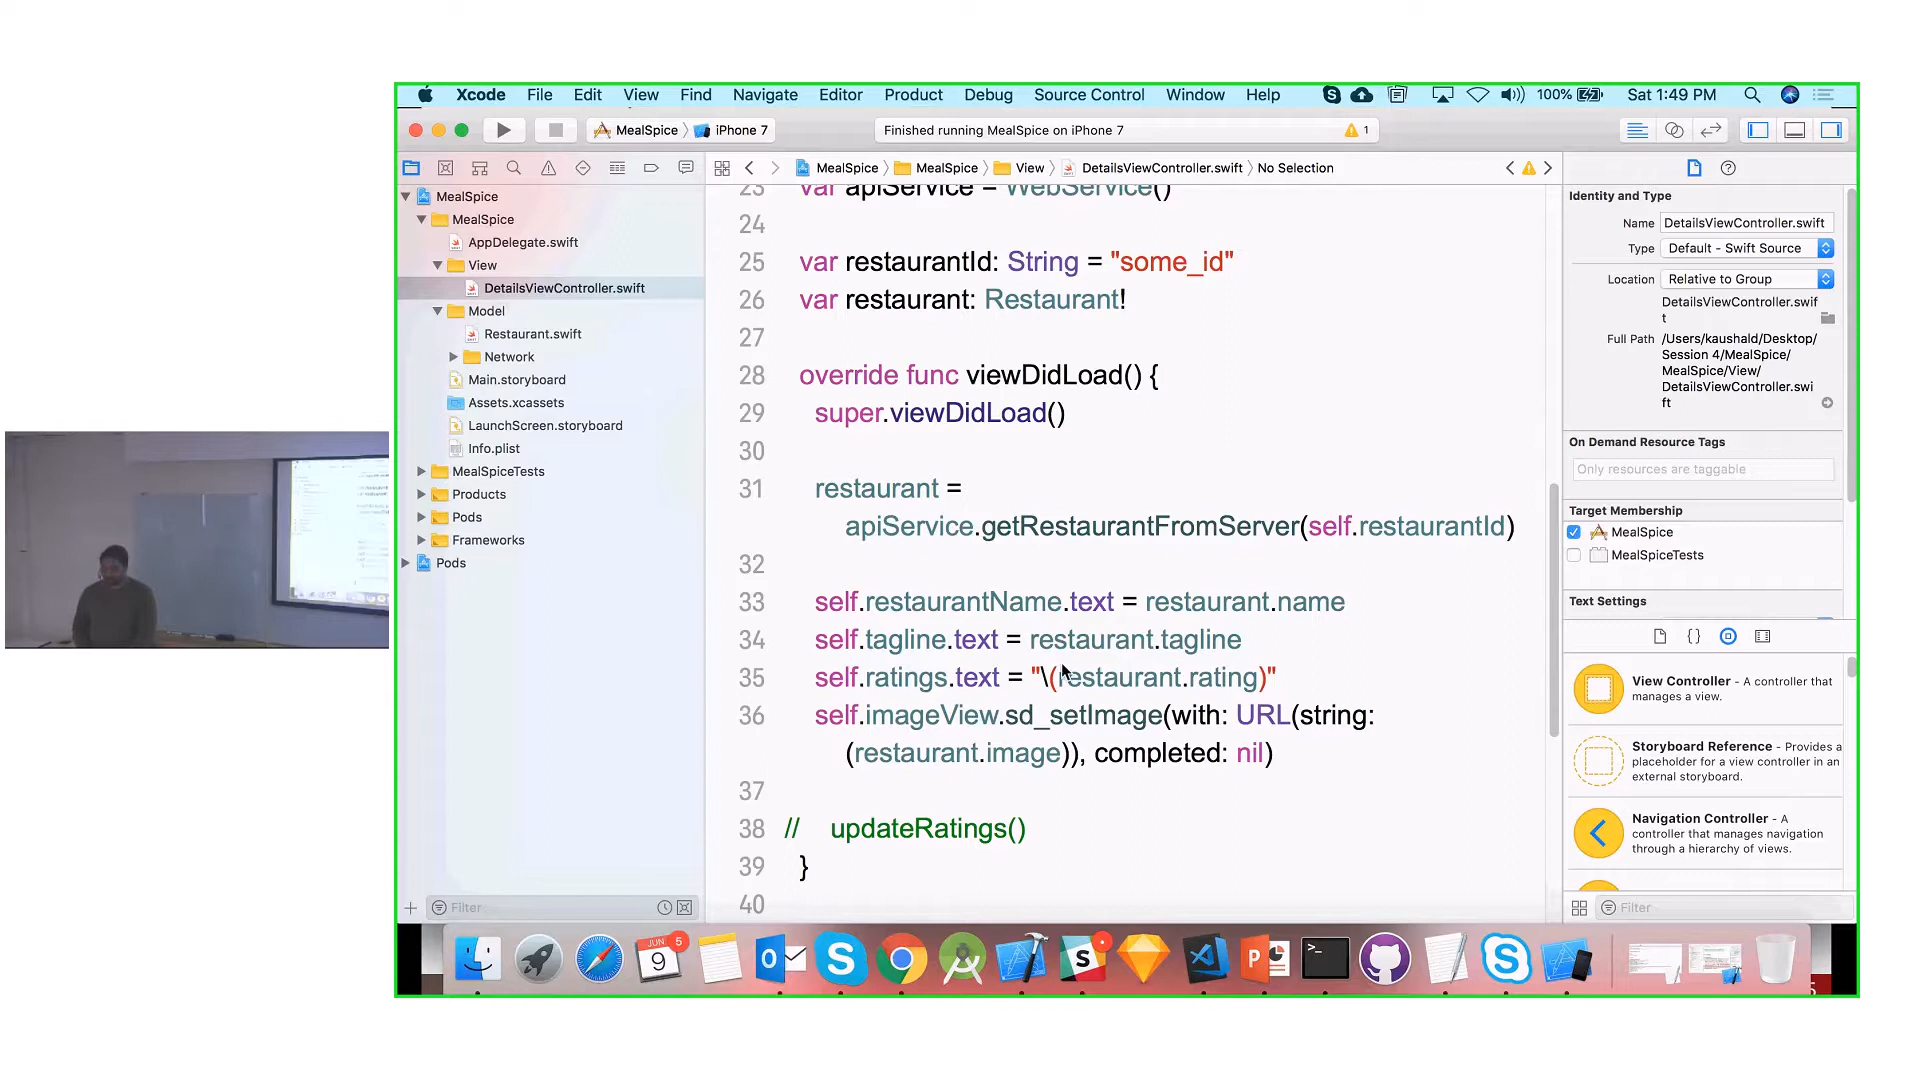 Xcode File Edit View Find Navigate Editor Product Debug Source Control Window Help 100% Sat 1:49 PM
MealSpice iPhone 7 Finished running MealSpice on iPhone 7 1
MealSpice MealSpice View DetailsViewController.swift No Selection
MealSpice
MealSpice
AppDelegate.swift
View
DetailsViewController.swift
Model
Restaurant.swift
Network
Main.storyboard
Assets.xcassets
LaunchScreen.storyboard
Info.plist
MealSpiceTests
Products
Pods
Frameworks
Pods
Filter
23 var apiService = WebService()
24
25 var restaurantId: String = "some_id"
26 var restaurant: Restaurant!
27
28 override func viewDidLoad() {
29 super.viewDidLoad()
30
31 restaurant =
apiService.getRestaurantFromServer(self.restaurantId)
32
33 self.restaurantName.text = restaurant.name
34 self.tagline.text = restaurant.tagline
35 self.ratings.text = "\(restaurant.rating)"
36 self.imageView.sd_setImage(with: URL(string:
(restaurant.image)), completed: nil)
37
38 // updateRatings()
39 }
40
Identity and Type
Name DetailsViewController.swift
Type Default - Swift Source
Location Relative to Group
DetailsViewController.swif
t
Full Path /Users/kaushald/Desktop/
Session 4/MealSpice/
MealSpice/View/
DetailsViewController.swi
ft
On Demand Resource Tags
Only resources are taggable
Target Membership
MealSpice
MealSpiceTests
Text Settings
{ }
View Controller - A controller that
manages a view.
Storyboard Reference - Provides a
placeholder for a view controller in an
external storyboard.
Navigation Controller - A
controller that manages navigation
through a hierarchy of views.
Filter
JUN 5
9